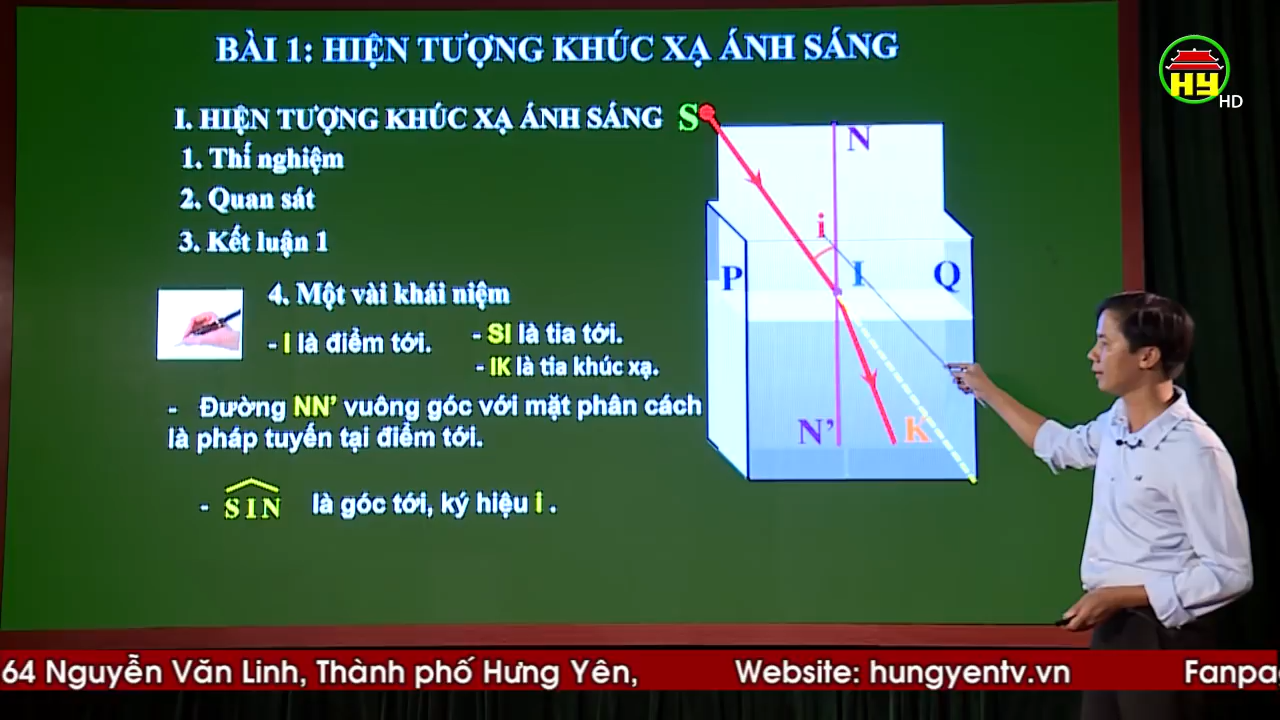 BÀI 1: HIỆN TƯỢNG KHÚC XẠ ÁNH SÁNG
HY
HD
I. HIỆN TƯỢNG KHÚC XẠ ÁNH SÁNG
S
1. Thí nghiệm
2. Quan sát
3. Kết luận 1
4. Một vài khái niệm
- I là điểm tới.
- SI là tia tới.
- IK là tia khúc xạ.
- Đường NN’ vuông góc với mặt phân cách
là pháp tuyến tại điểm tới.
- SIN là góc tới, ký hiệu i .
N
i
P
I
Q
N’
K
64 Nguyễn Văn Linh, Thành phố Hưng Yên,
Website: hungyentv.vn
Fanpa